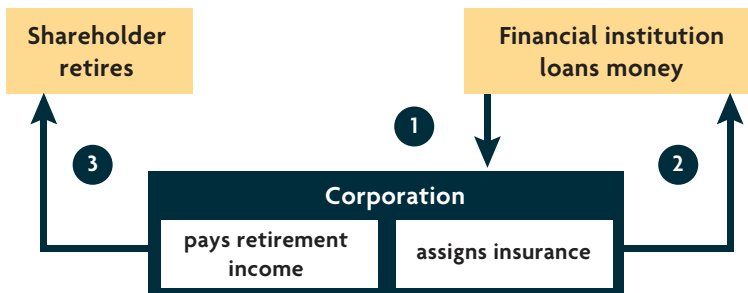 Shareholder
retires
Financial institution
loans money
1
3
2
Corporation
pays retirement
income
assigns insurance